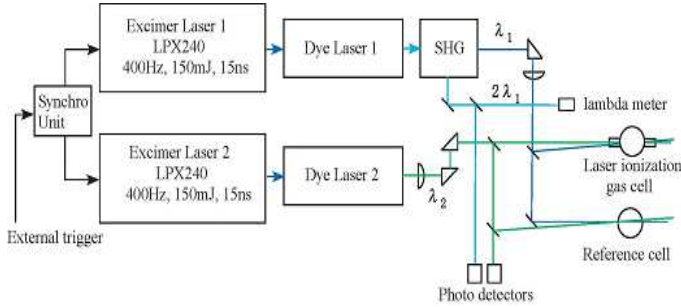 Excimer Laser 1
LPX240
400Hz, 150mJ, 15ns
Dye Laser 1
SHG
λ1
2λ1
lambda meter
Synchro
Unit
Excimer Laser 2
LPX240
400Hz, 150mJ, 15ns
Dye Laser 2
λ2
Laser ionization
gas cell
External trigger
Reference cell
Photo detectors